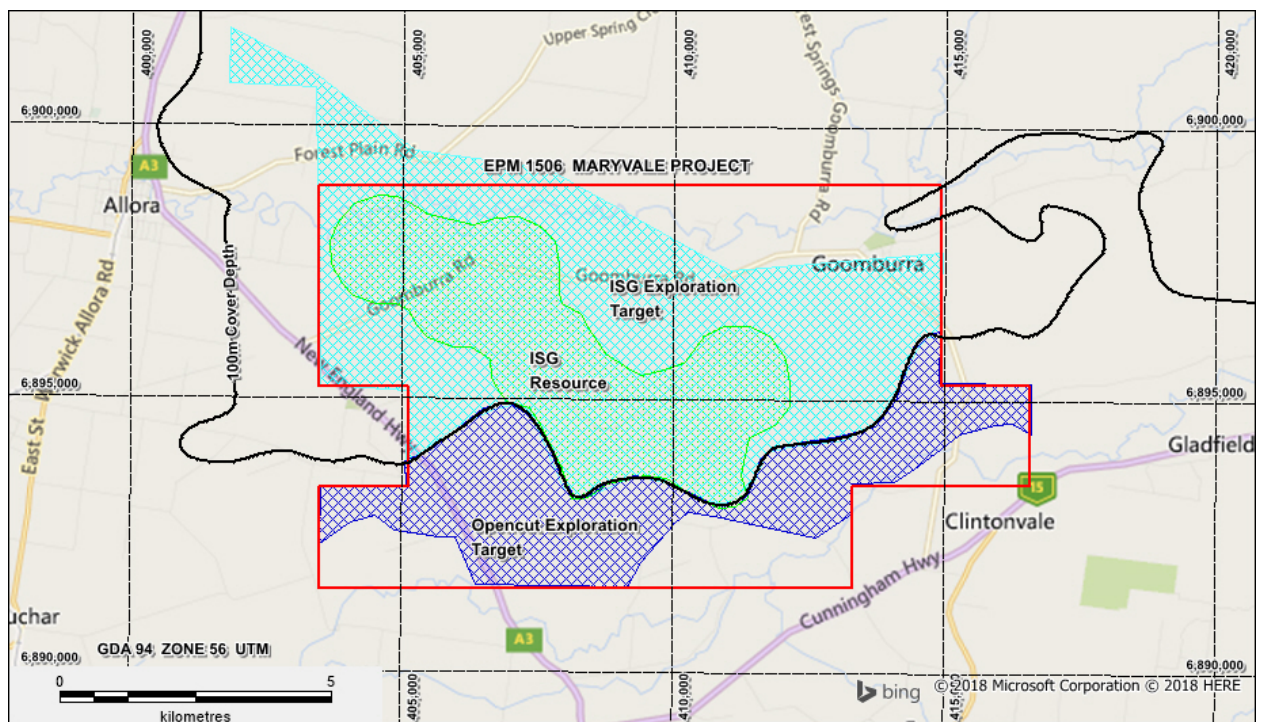 400,000
405,000
410,000
415,000
420,000
Upper Spring
est Springs Goomburra Rd
6,900,000
6,900,000
A3
Forest Plain Rd
EPM 1506 MARYVALE PROJECT
Allora
100m Cover Depth
Goomburra Rd
Goomburra Rd
Goomburra
ISG Exploration
Target
East St
Warwick Allora Rd
New England Hwy
ISG
Resource
6,895,000
6,895,000
Gladfield
15
Clintonvale
Opencut Exploration
Target
Cunningham Hwy
uchar
A3
GDA 94 ZONE 56 UTM
6,890,000
6,890,000
0
5
kilometres
405,000
410,000
415,000
bing
© 2018 Microsoft Corporation © 2018 HERE